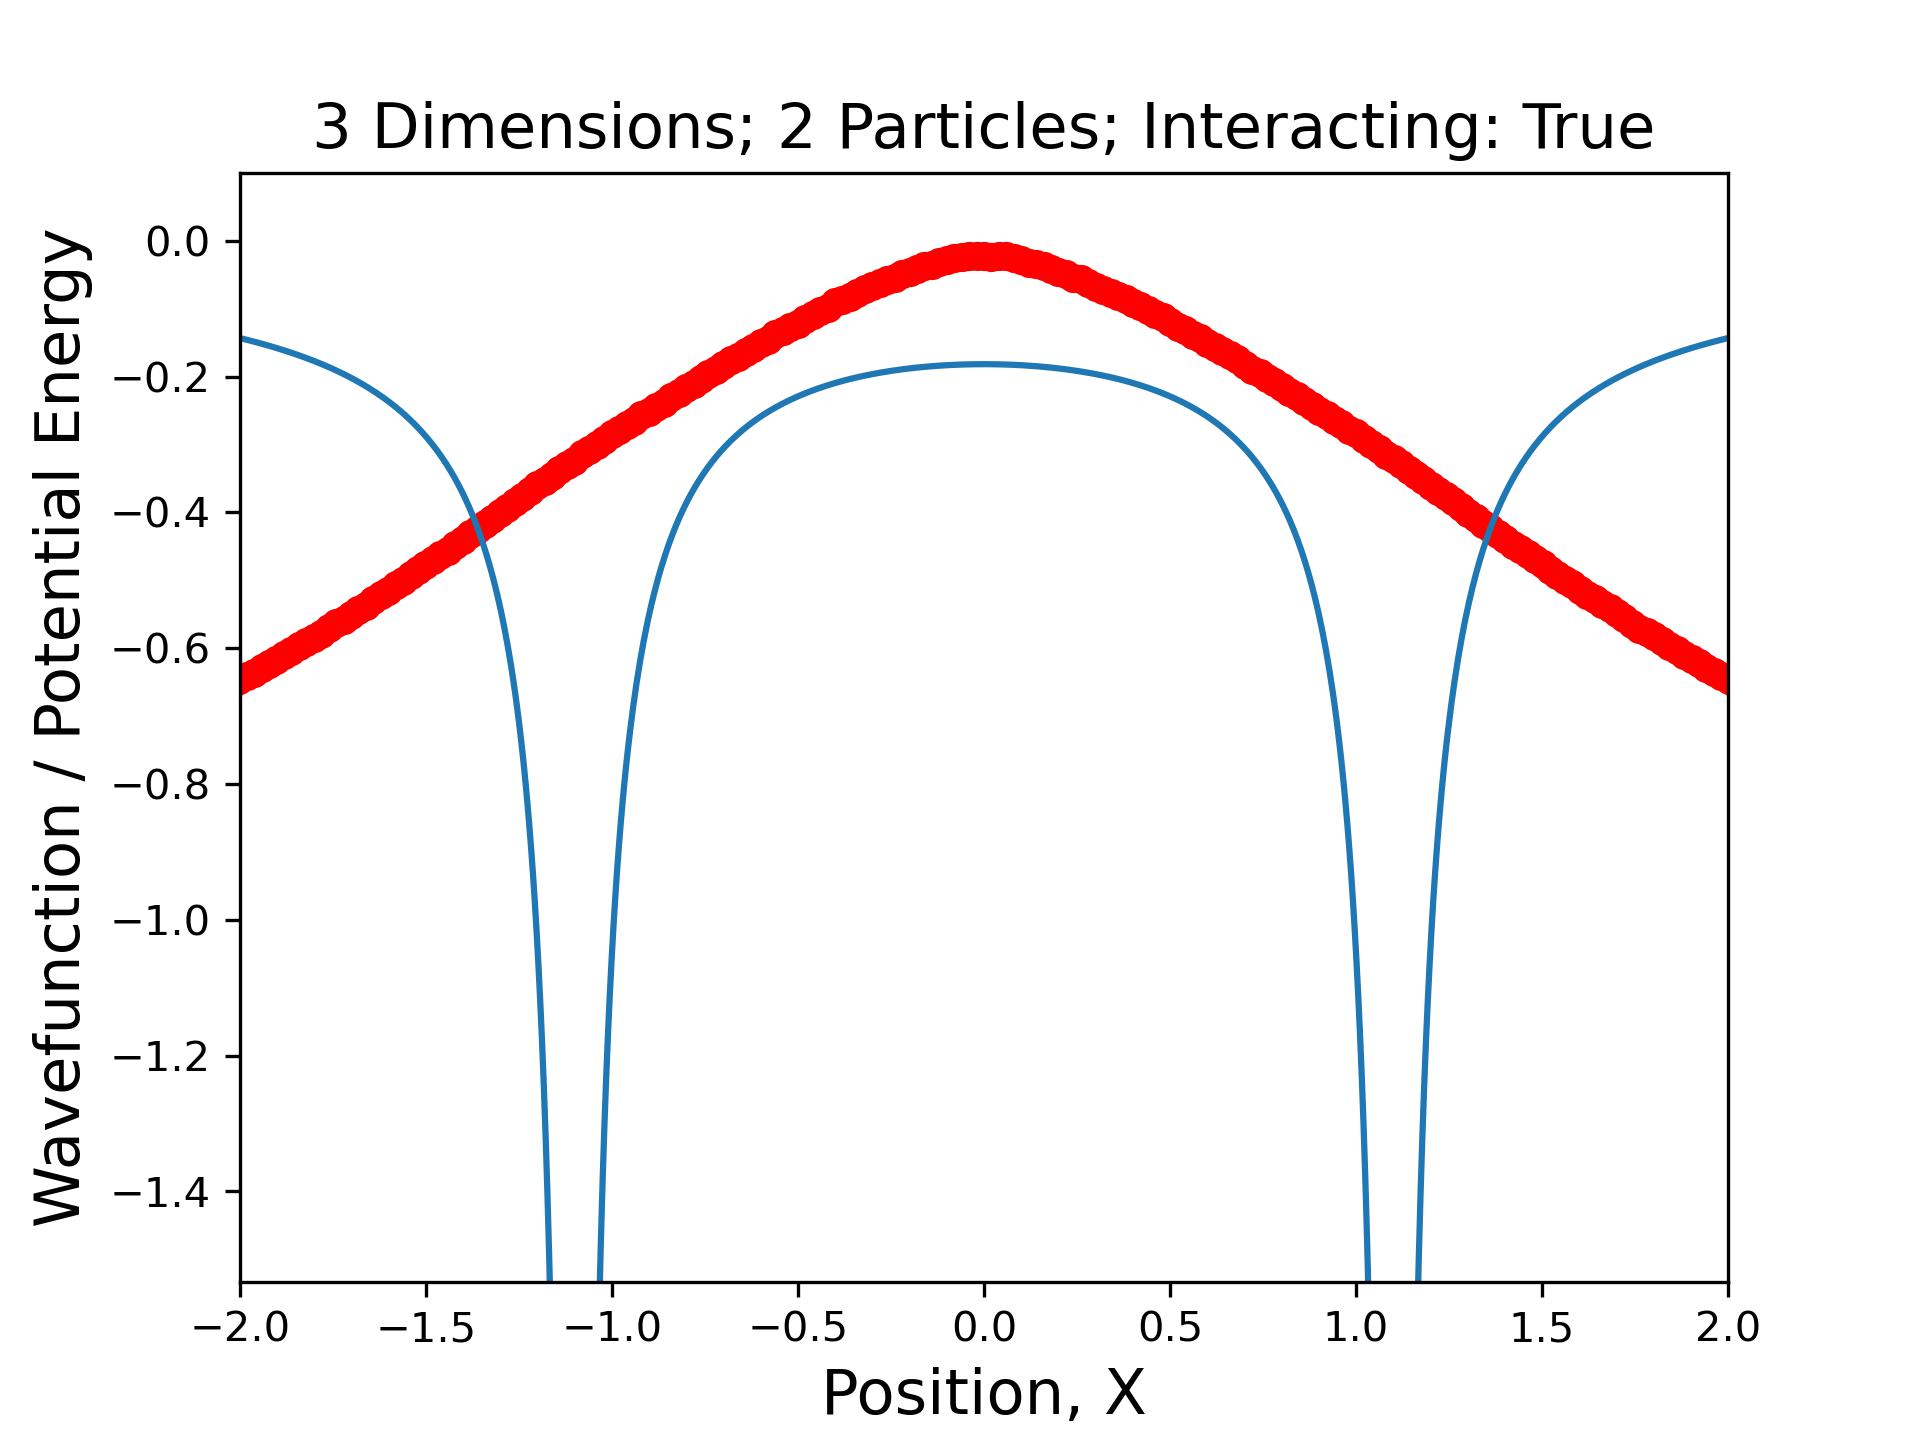 3 Dimensions; 2 Particles; Interacting: True
Wavefunction / Potential Energy
0.0
−0.2
−0.4
−0.6
−0.8
−1.0
−1.2
−1.4
−2.0 −1.5 −1.0 −0.5 0.0 0.5 1.0 1.5 2.0
Position, X